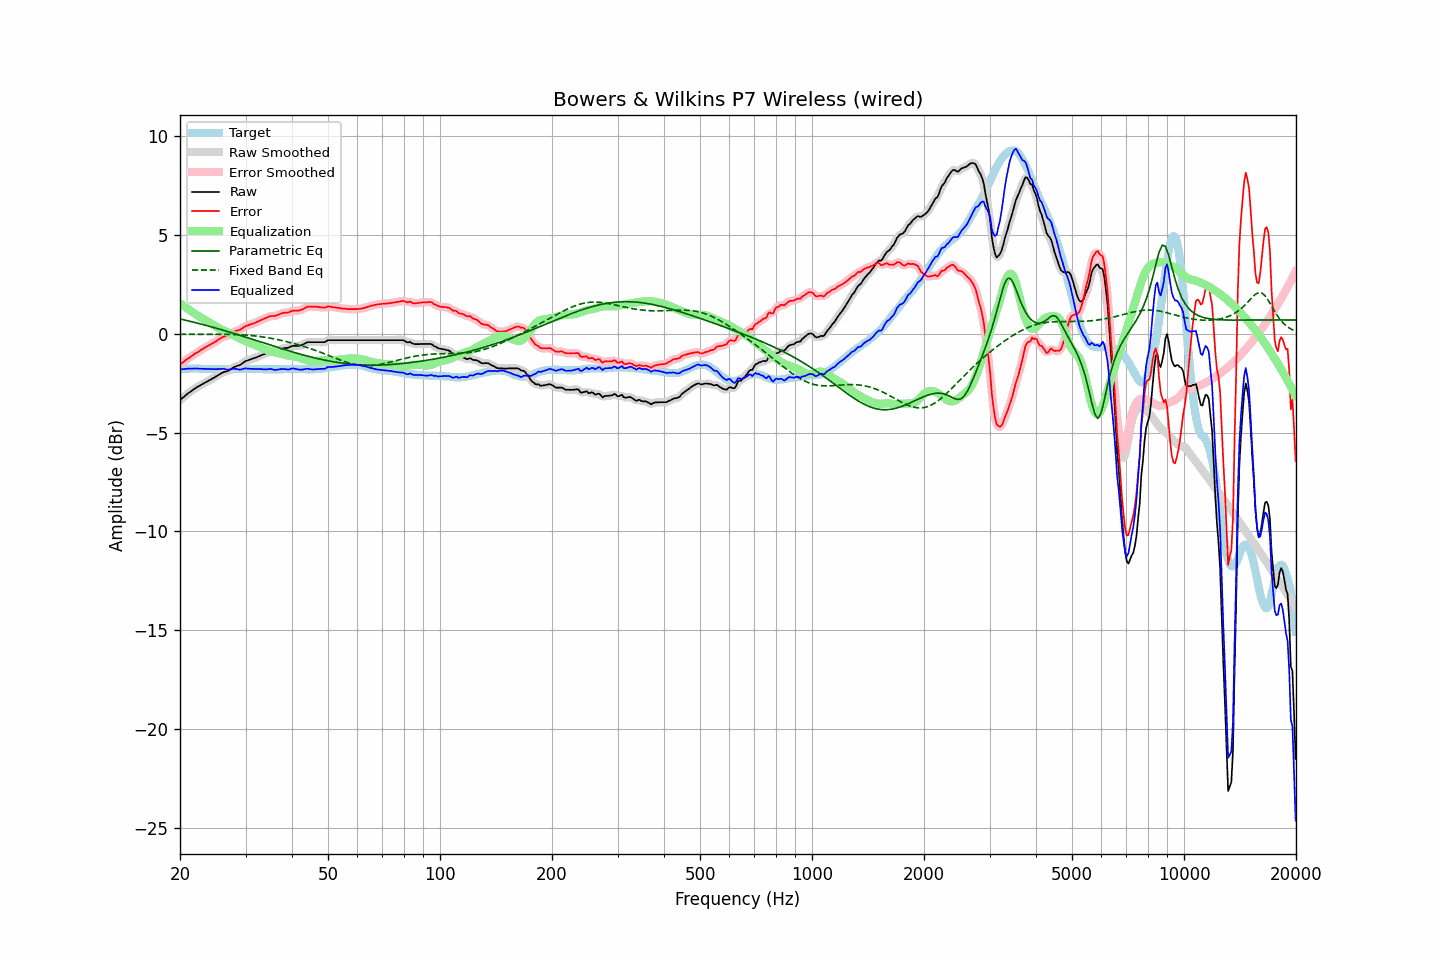 Bowers & Wilkins P7 Wireless (wired)
Target
Raw Smoothed
Error Smoothed
Raw
Error
Equalization
Parametric Eq
Fixed Band Eq
Equalized
10
5
0
−5
−10
−15
−20
−25
Amplitude (dBr)
20 50 100 200 500 1000 2000 5000 10000 20000
Frequency (Hz)